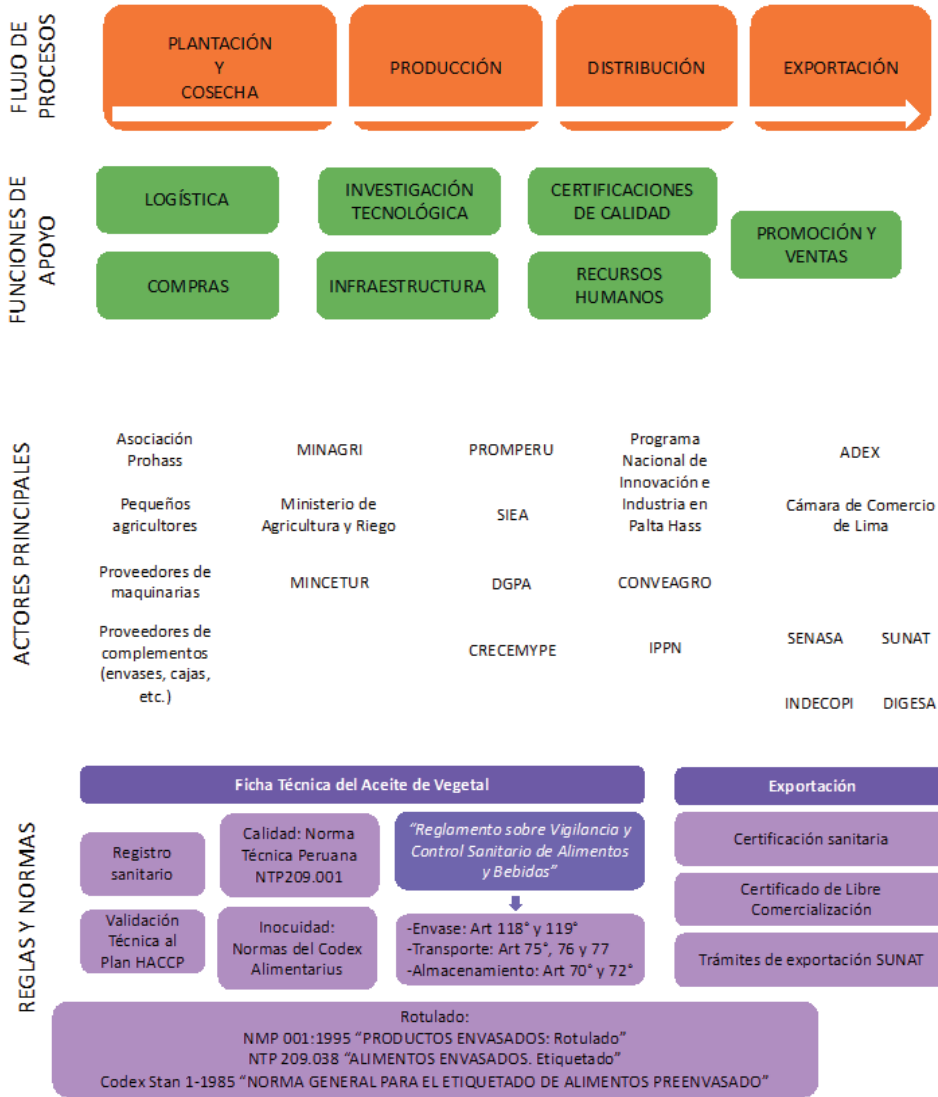 FLUJO DE
PROCESOS
PLANTACIÓN
Y
COSECHA
PRODUCCIÓN
DISTRIBUCIÓN
EXPORTACIÓN
FUNCIONES DE
APOYO
LOGÍSTICA
INVESTIGACIÓN
TECNOLÓGICA
CERTIFICACIONES
DE CALIDAD
PROMOCIÓN Y
VENTAS
COMPRAS
INFRAESTRUCTURA
RECURSOS
HUMANOS
ACTORES PRINCIPALES
Asociación
Prohass
MINAGRI
PROMPERU
Programa
Nacional de
Innovación e
Industria en
Palta Hass
ADEX
Pequeños
agricultores
Ministerio de
Agricultura y Riego
SIEA
Cámara de Comercio
de Lima
Proveedores de
maquinarias
MINCETUR
DGPA
CONVEAGRO
Proveedores de
complementos
(envases, cajas,
etc.)
CRECEMYPE
IPPN
SENASA
SUNAT
INDECOPI
DIGESA
REGLAS Y NORMAS
Ficha Técnica del Aceite de Vegetal
Exportación
Registro
sanitario
Calidad: Norma
Técnica Peruana
NTP209.001
“Reglamento sobre Vigilancia y
Control Sanitario de Alimentos
y Bebidas”
Certificación sanitaria
Validación
Técnica al
Plan HACCP
Inocuidad:
Normas del Codex
Alimentarius
-Envase: Art 118° y 119°
-Transporte: Art 75°, 76 y 77
-Almacenamiento: Art 70° y 72°
Certificado de Libre
Comercialización
Trámites de exportación SUNAT
Rotulado:
NMP 001:1995 “PRODUCTOS ENVASADOS: Rotulado”
NTP 209.038 “ALIMENTOS ENVASADOS. Etiquetado”
Codex Stan 1-1985 “NORMA GENERAL PARA EL ETIQUETADO DE ALIMENTOS PREENVASADO”